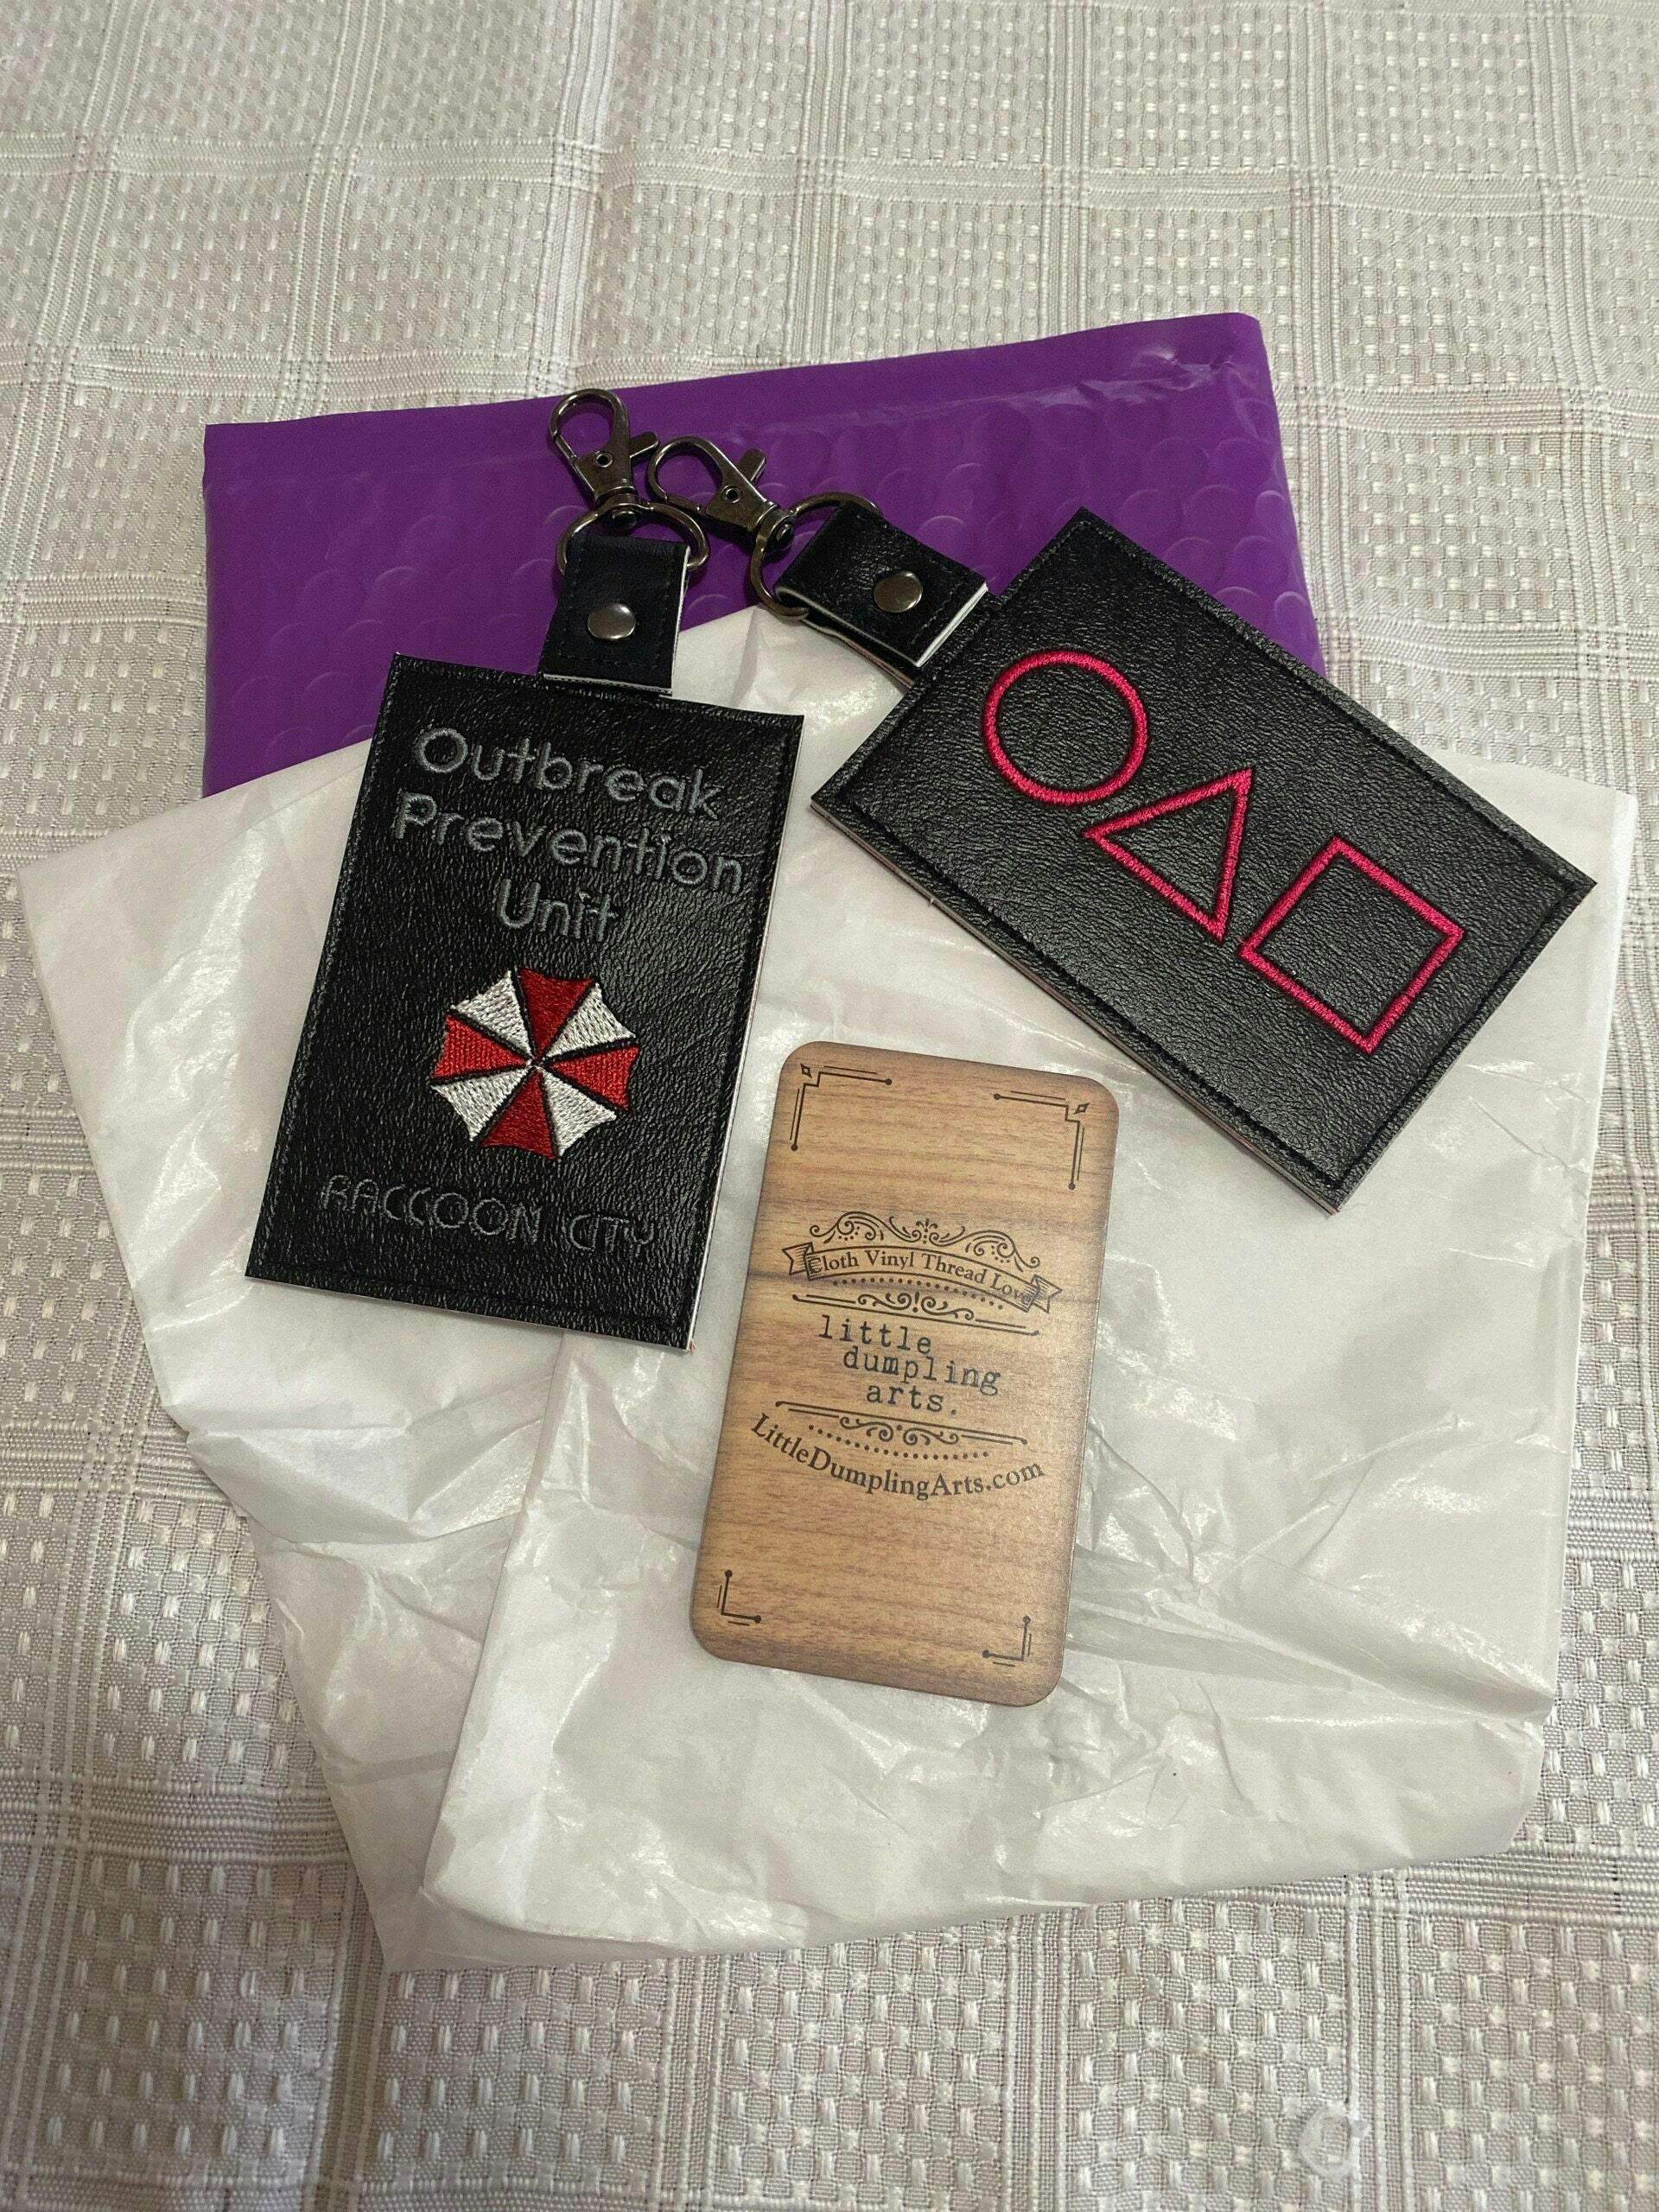 Outbreak
Prevention
Unit
RACCOON CITY
Cloth Vinyl Thread Love
little
dumpling
arts.
LittleDumplingArts.com